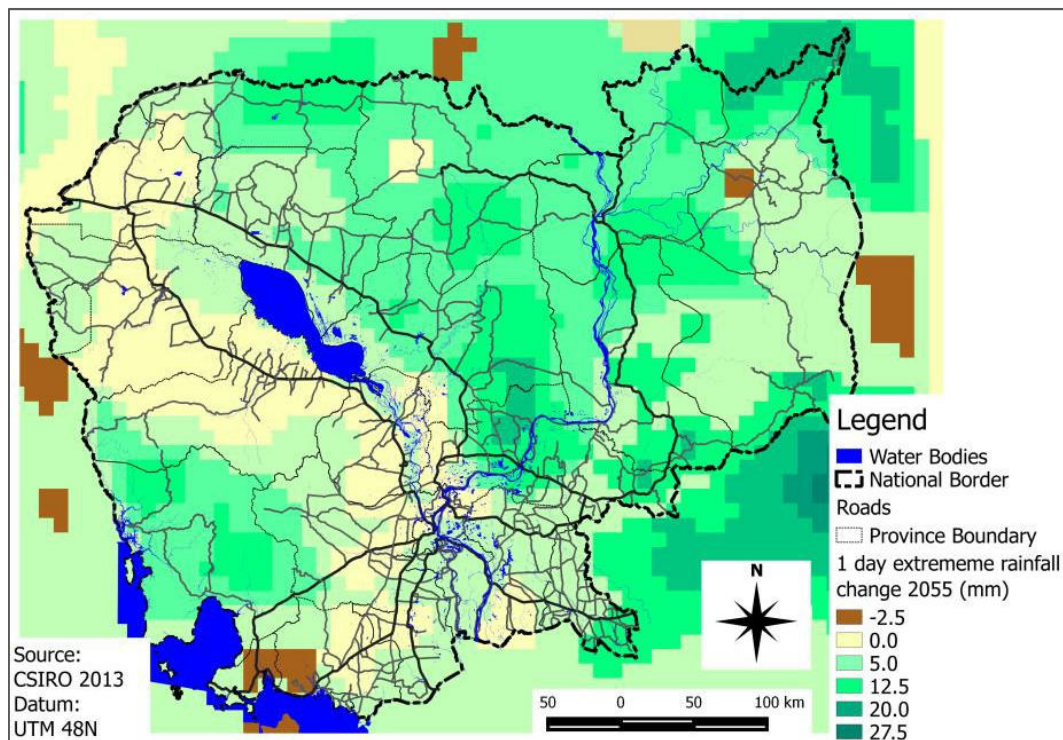 Legend
Water Bodies
National Border
Roads
Province Boundary
1 day extrememe rainfall
change 2055 (mm)
-2.5
0.0
5.0
12.5
20.0
27.5
N
Source:
CSIRO 2013
Datum:
UTM 48N
50 0 50 100 km